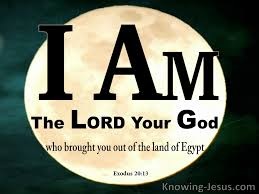 I AM
The LORD Your God
who brought you out of the land of Egypt.
Exodus 20:13
Knowing-Jesus.com